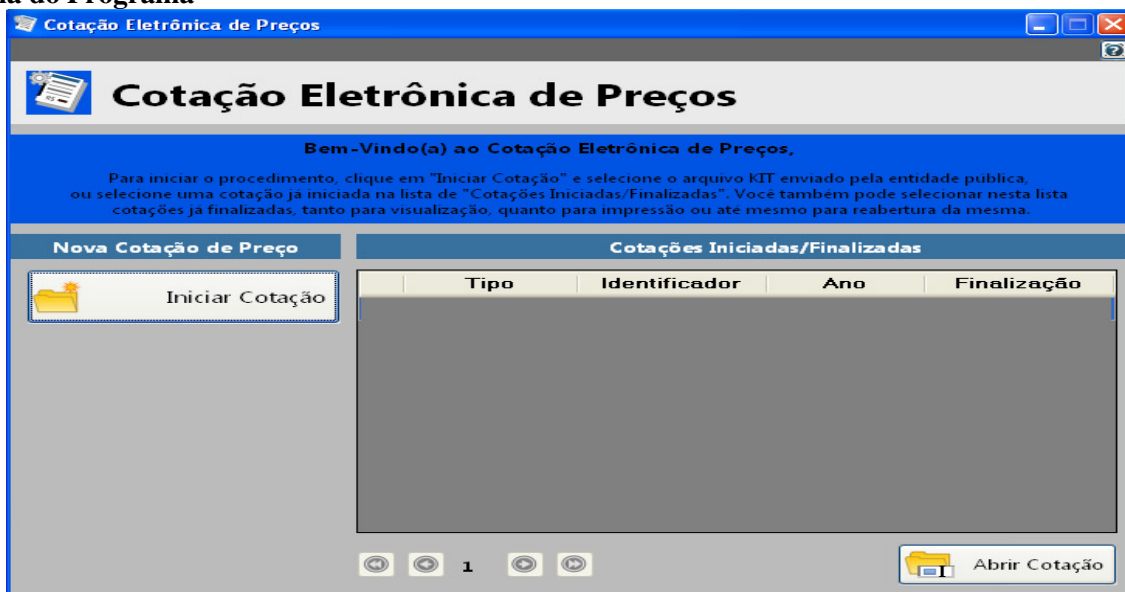 do Programa
Cotação Eletrônica de Preços
Cotação Eletrônica de Preços
Bem-Vindo(a) ao Cotação Eletrônica de Preços,
Para iniciar o procedimento, clique em "Iniciar Cotação" e selecione o arquivo KIT enviado pela entidade pública,
ou selecione uma cotação já iniciada na lista de "Cotações Iniciadas/Finalizadas". Você também pode selecionar nesta lista
cotações já finalizadas, tanto para visualização, quanto para impressão ou até mesmo para reabertura da mesma.
Nova Cotação de Preço
Cotações Iniciadas/Finalizadas
Iniciar Cotação
Tipo Identificador Ano Finalização
1
Abrir Cotação